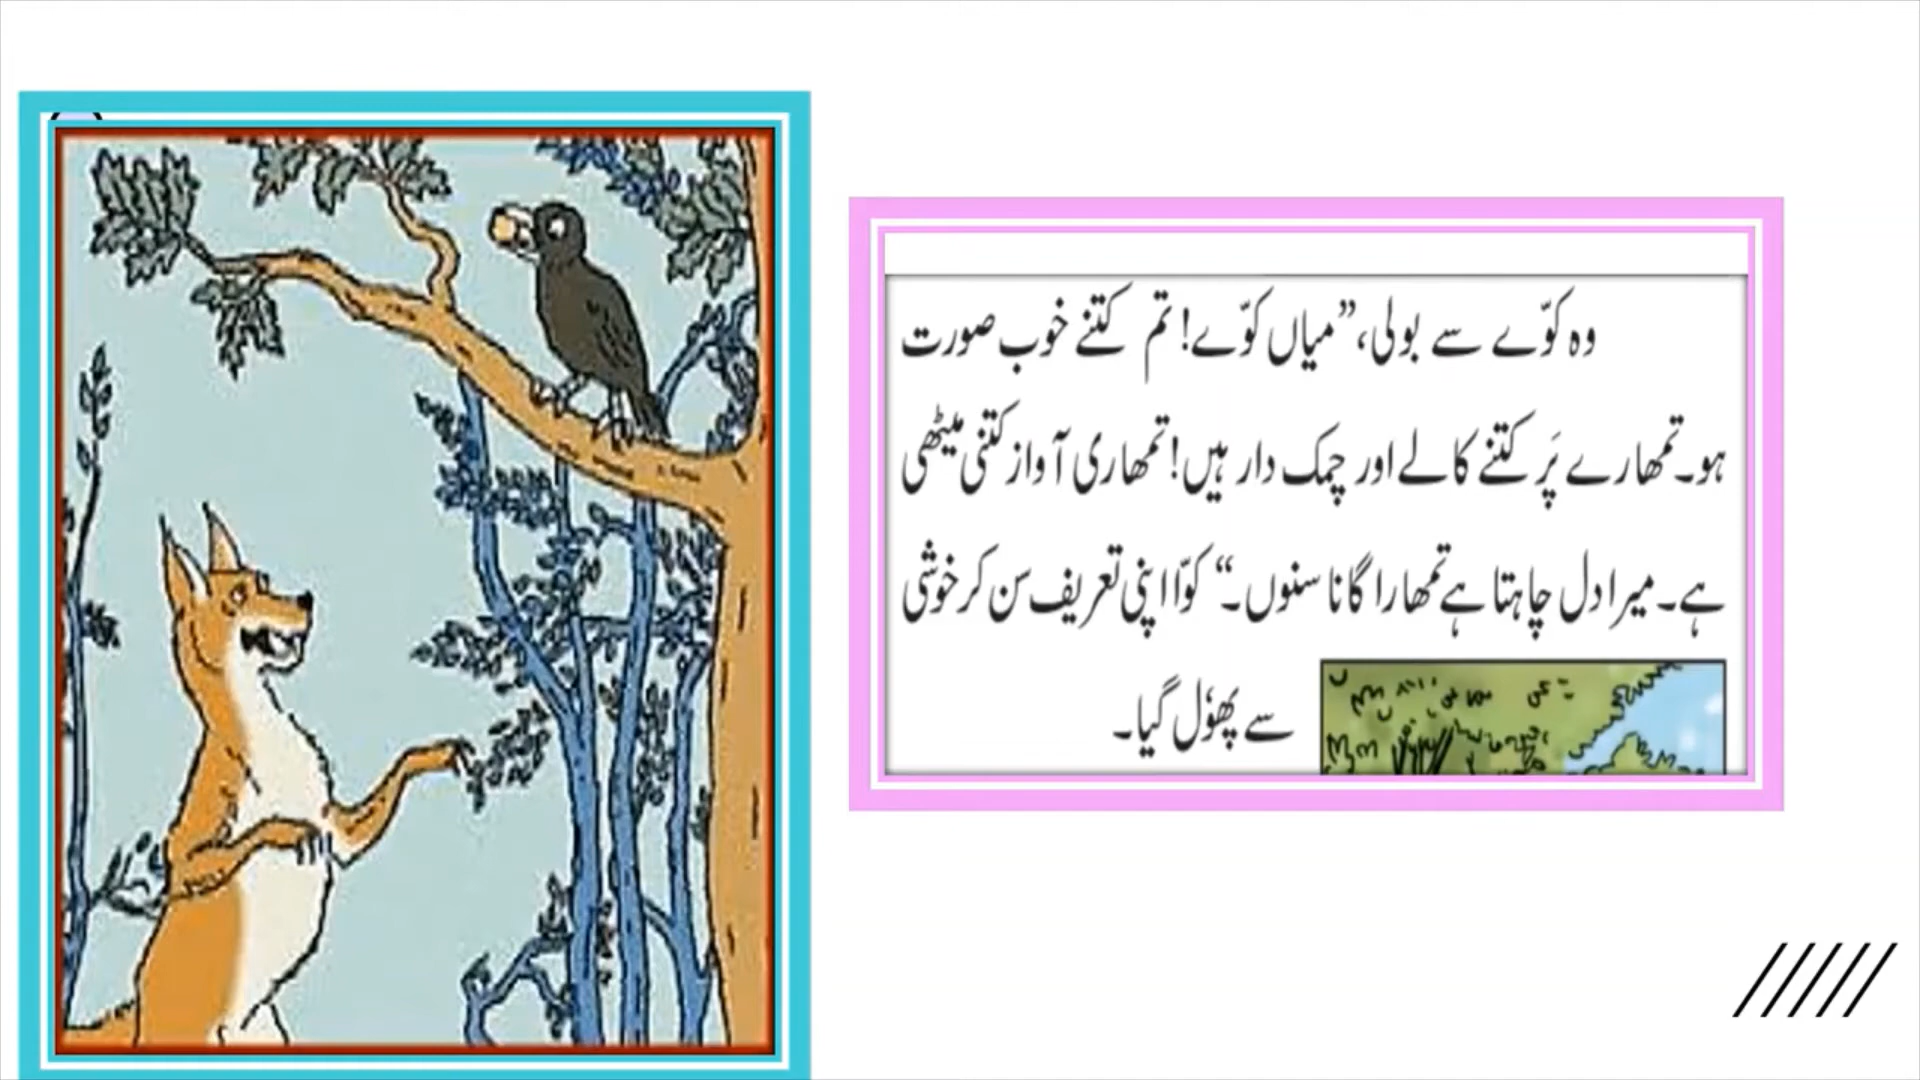 وہ کوّے سے بولی، ”میاں کوّے! تم کتنے خوب صورت
ہو۔ تمھارے پَر کتنے کالے اور چمک دار ہیں! تمھاری آواز کتنی میٹھی
ہے۔ میرا دل چاہتا ہے تمھارا گانا سنوں۔“ کوّا اپنی تعریف سن کر خوشی
سے پھوٗل گیا۔